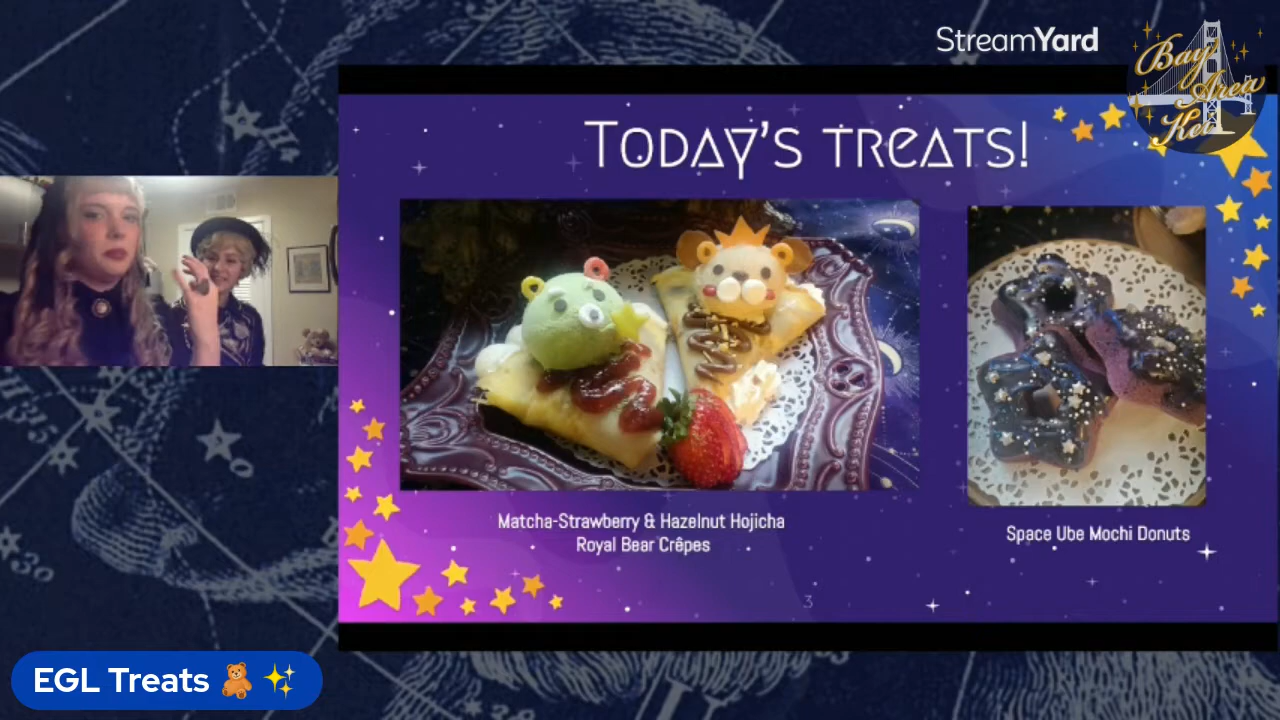 StreamYard
Bay
Area
Kei
TODAY'S TREATS!
Matcha-Strawberry & Hazelnut Hojicha
Royal Bear Crêpes
Space Ube Mochi Donuts
3
EGL Treats 🧸 ✨